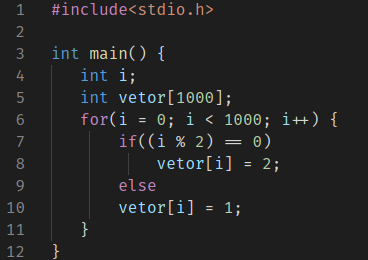 1 #include<stdio.h>
2
3 int main() {
4    int i;
5    int vetor[1000];
6    for(i = 0; i < 1000; i++) {
7        if((i % 2) == 0)
8            vetor[i] = 2;
9        else
10        vetor[i] = 1;
11    }
12 }